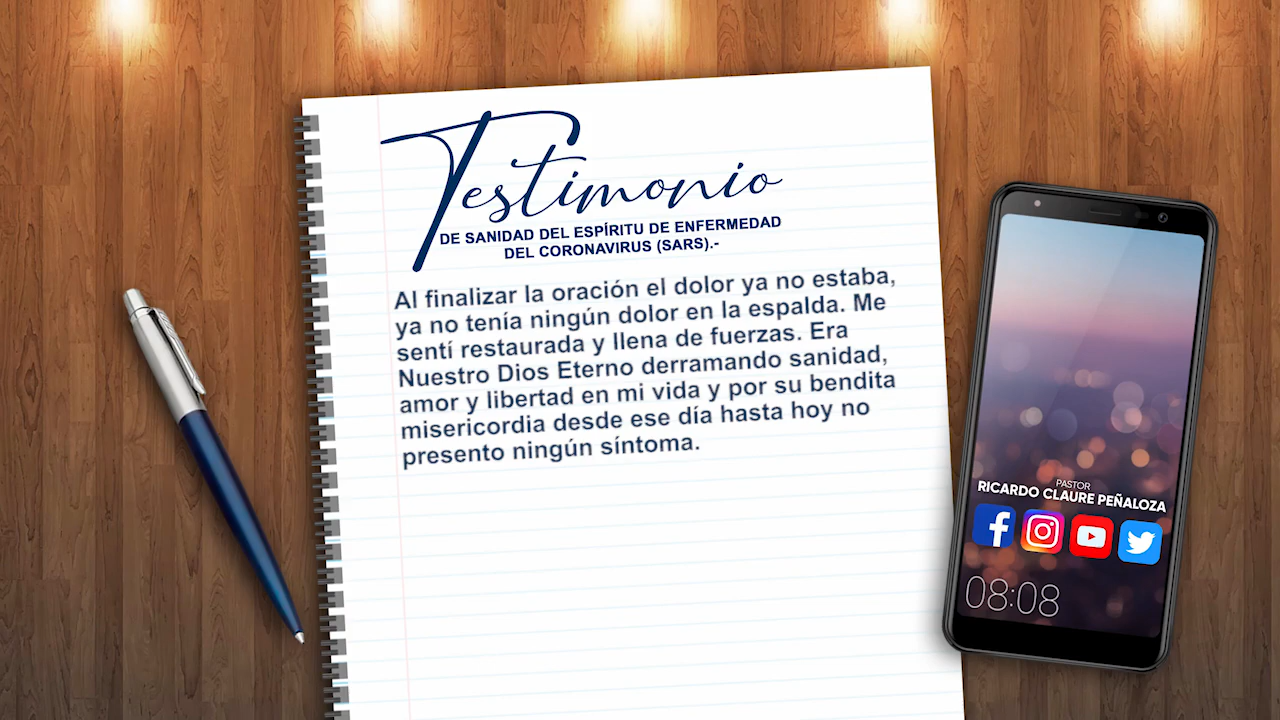 Testimonio
DE SANIDAD DEL ESPÍRITU DE ENFERMEDAD
DEL CORONAVIRUS (SARS).-
Al finalizar la oración el dolor ya no estaba,
ya no tenía ningún dolor en la espalda. Me
sentí restaurada y llena de fuerzas. Era
Nuestro Dios Eterno derramando sanidad,
amor y libertad en mi vida y por su bendita
misericordia desde ese día hasta hoy no
presento ningún síntoma.
PASTOR
RICARDO CLAURE PEÑALOZA
08:08